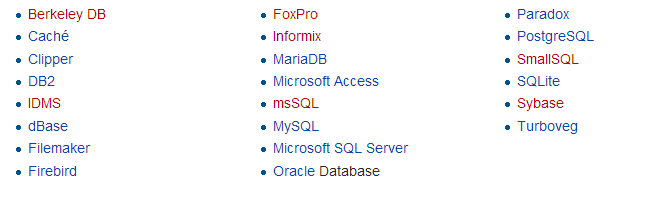 Berkeley DB
Caché
Clipper
DB2
IDMS
dBase
Filemaker
Firebird
FoxPro
Informix
MariaDB
Microsoft Access
msSQL
MySQL
Microsoft SQL Server
Oracle Database
Paradox
PostgreSQL
SmallSQL
SQLite
Sybase
Turboveg